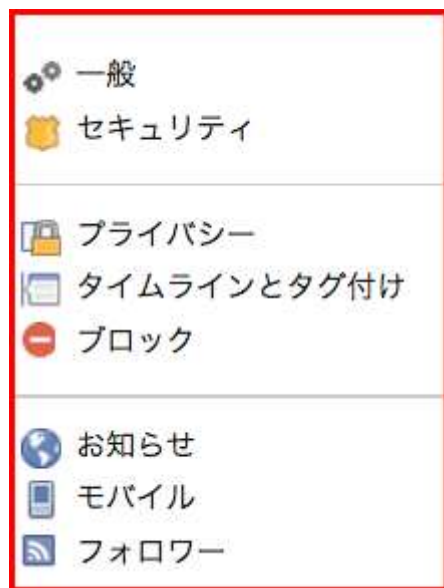 一般
セキュリティ
プライバシー
タイムラインとタグ付け
ブロック
お知らせ
モバイル
フォロワー